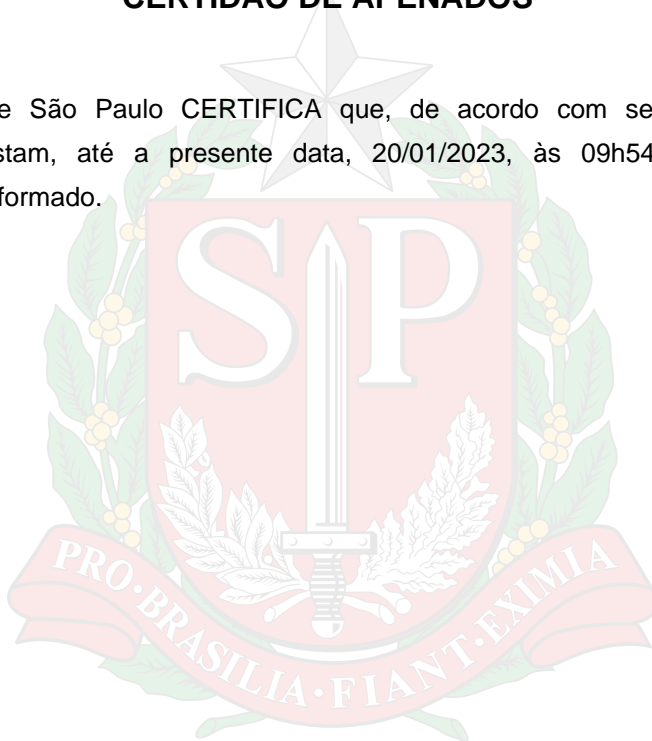 CERTIDÃO DE APENADOS
e São Paulo CERTIFICA que, de acordo com se
stam, até a presente data, 20/01/2023, às 09h54
formado.
SP
PRO·BRASILIA·FIANT·EXIMIA